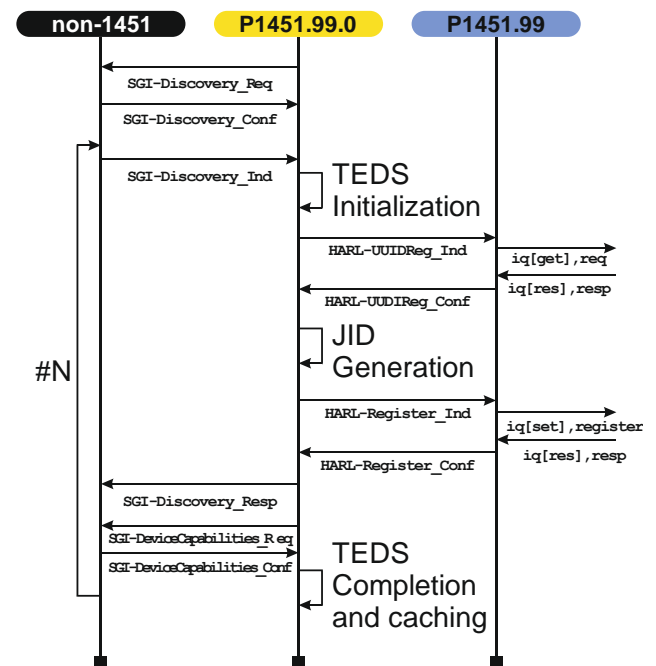 non-1451 P1451.99.0 P1451.99
SGI-Discovery_Req
SGI-Discovery_Conf
SGI-Discovery_Ind
TEDS
Initialization
HARL-UUIDReg_Ind
iq[get],req
iq[res],resp
HARL-UUDIReg_Conf
JID
Generation
#N
HARL-Register_Ind
iq[set],register
iq[res],resp
HARL-Register_Conf
SGI-Discovery_Resp
SGI-DeviceCapabilities_Req
SGI-DeviceCapabilities_Conf
TEDS
Completion
and caching